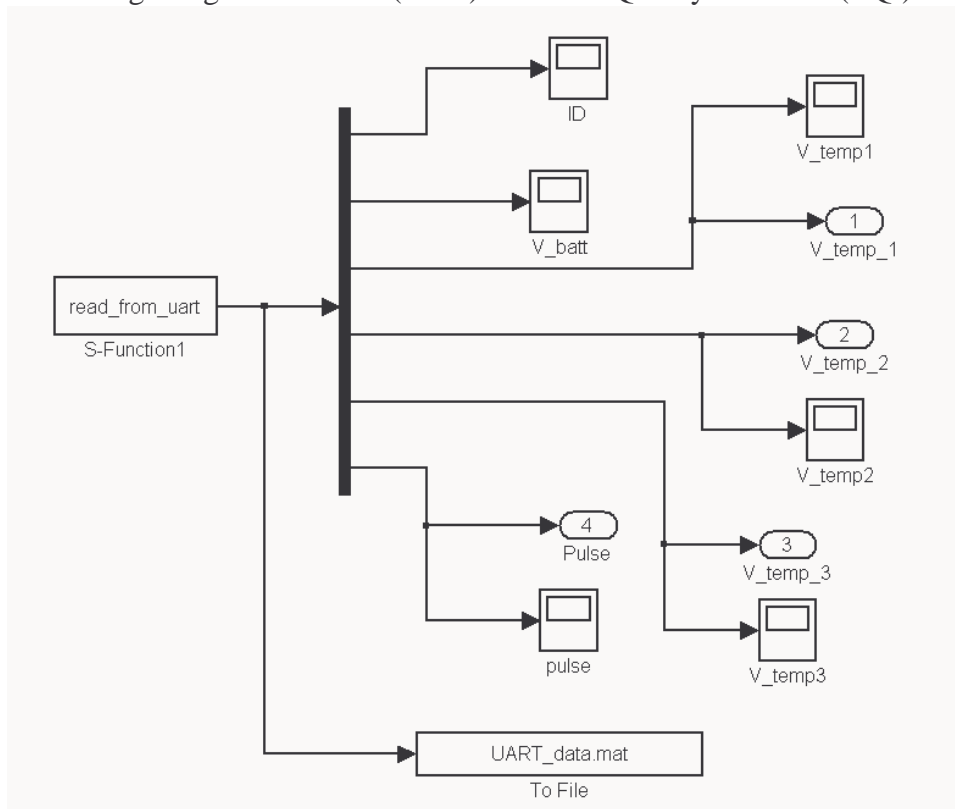 ID
V_temp1
V_batt
1
V_temp_1
read_from_uart
S-Function1
2
V_temp_2
V_temp2
4
Pulse
3
V_temp_3
pulse
V_temp3
UART_data.mat
To File